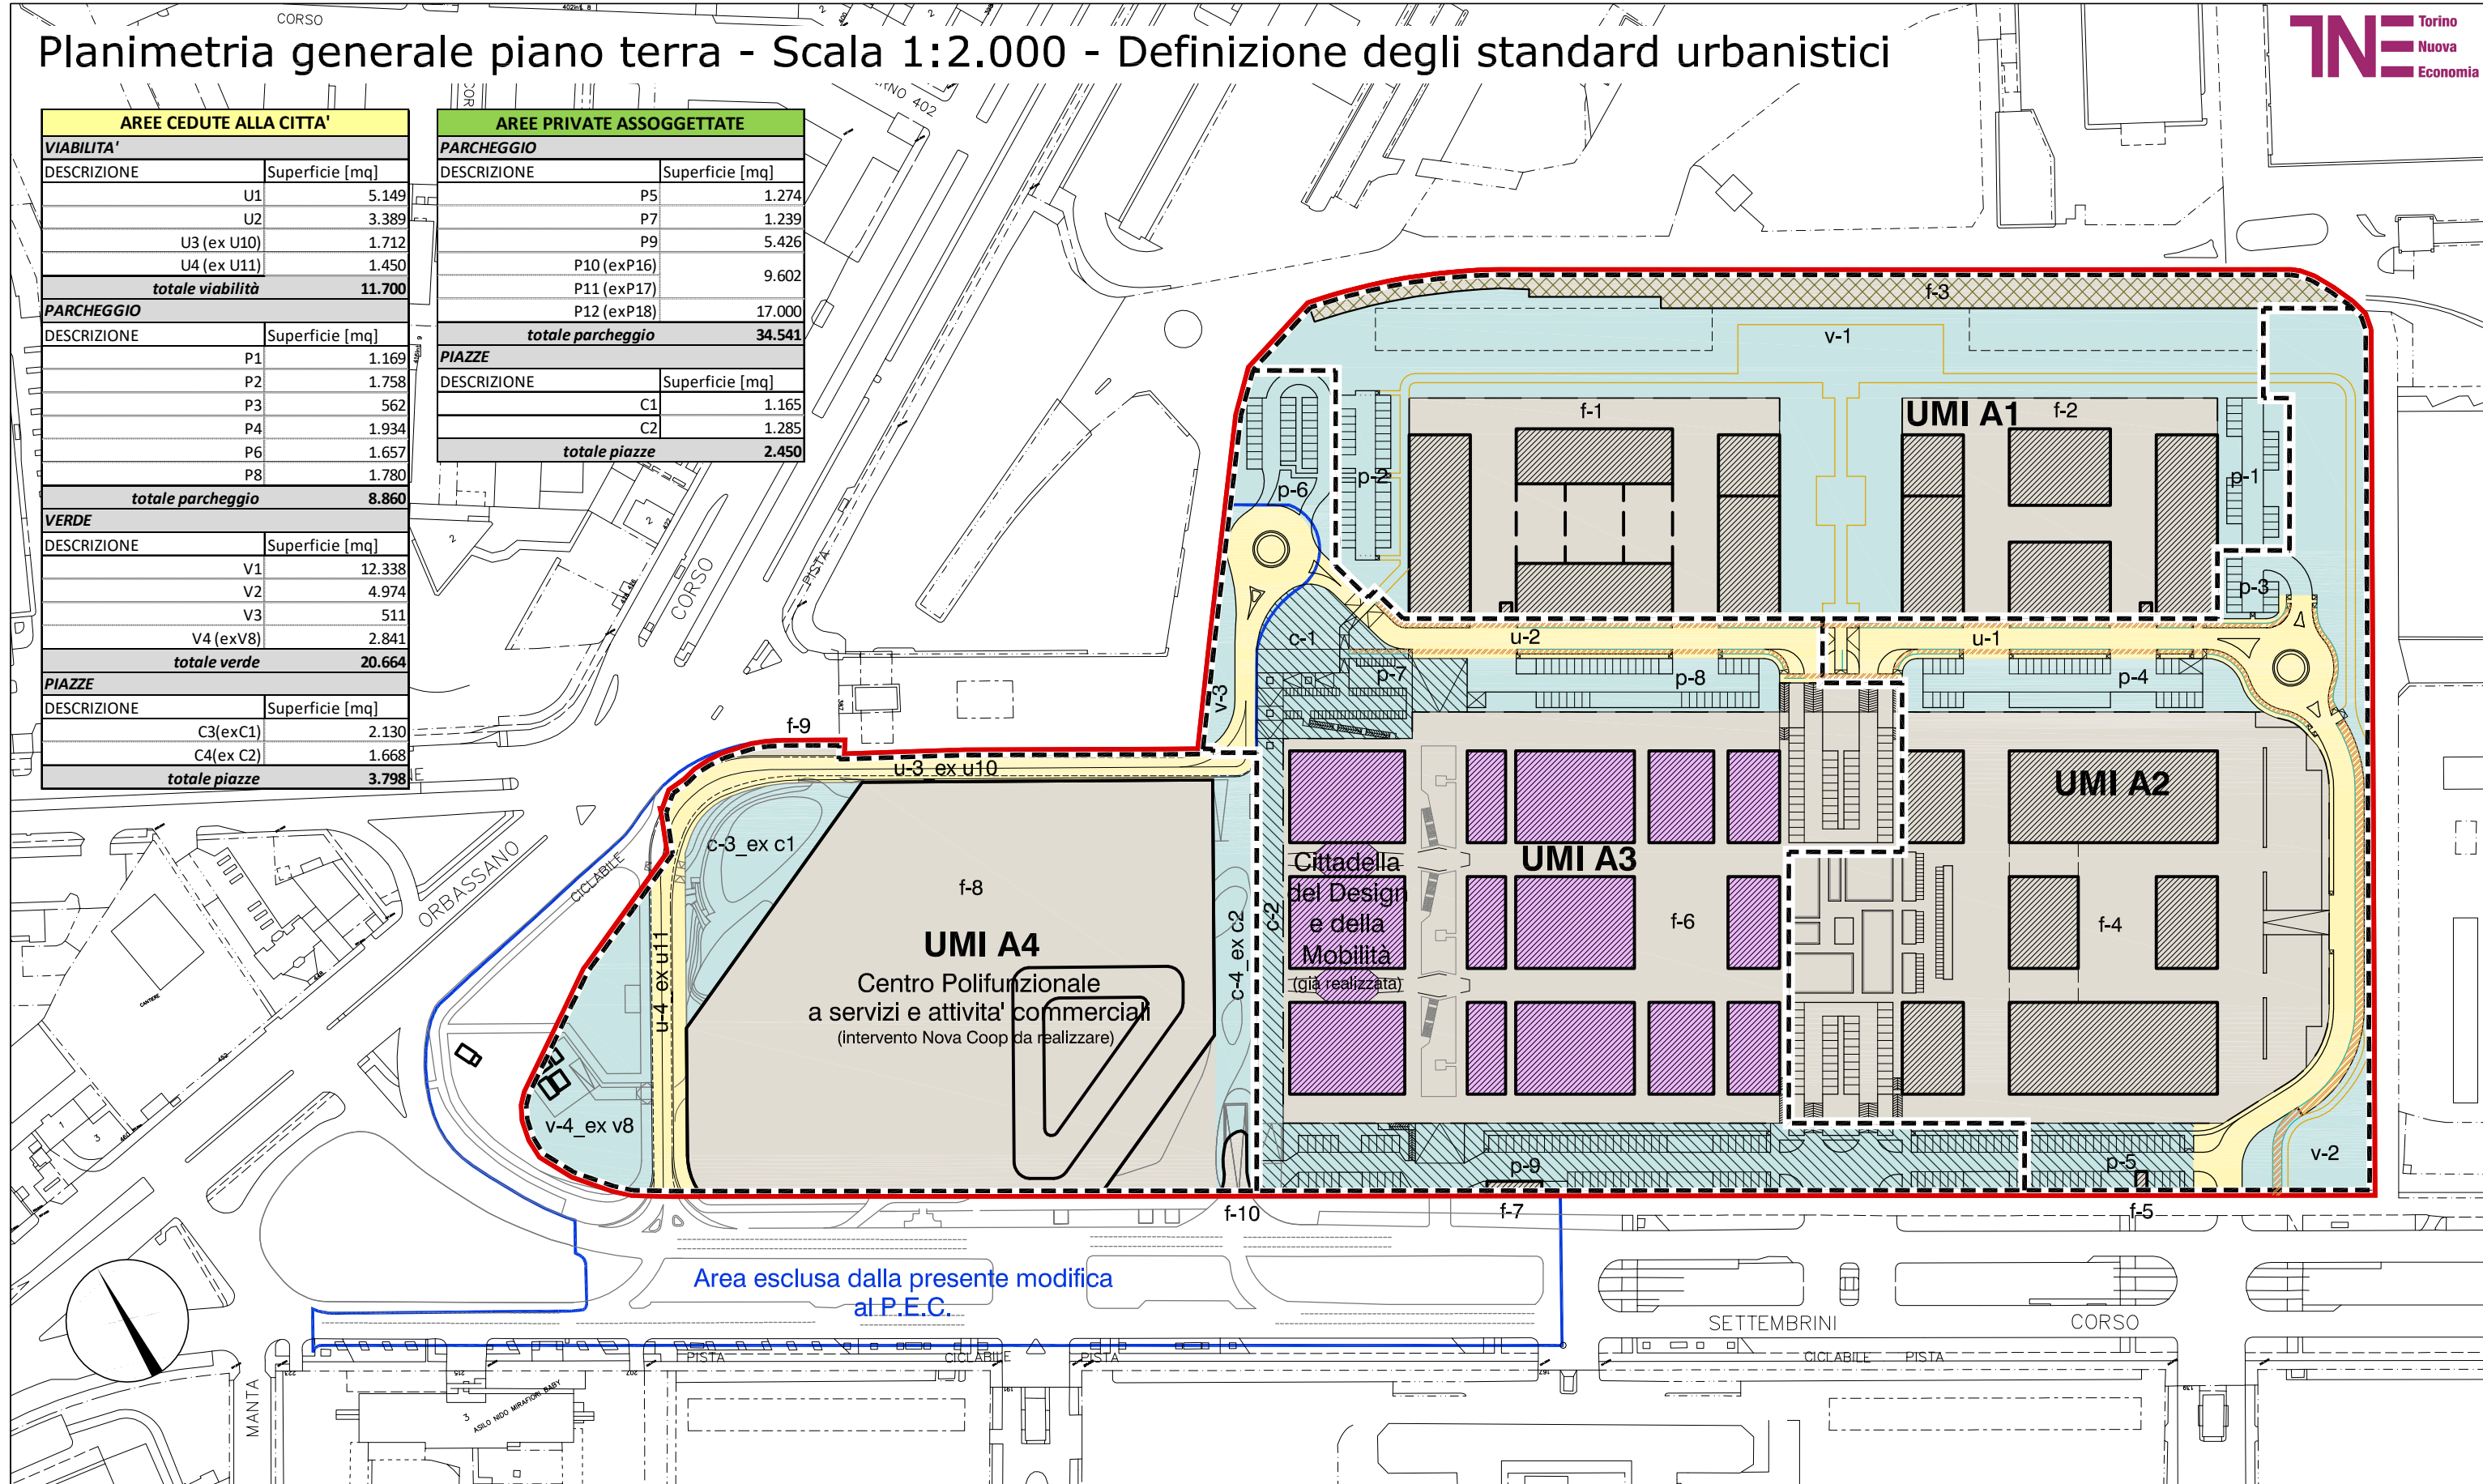 CORSO
Planimetria generale piano terra - Scala 1:2.000 - Definizione degli standard urbanistici
Torino
Nuova
Economia
TNE
AREE CEDUTE ALLA CITTA'
VIABILITA'
DESCRIZIONE Superficie [mq]
U1 5.149
U2 3.389
U3 (ex U10) 1.712
U4 (ex U11) 1.450
totale viabilità 11.700
PARCHEGGIO
DESCRIZIONE Superficie [mq]
P1 1.169
P2 1.758
P3 562
P4 1.934
P6 1.657
P8 1.780
totale parcheggio 8.860
VERDE
DESCRIZIONE Superficie [mq]
V1 12.338
V2 4.974
V3 511
V4 (exV8) 2.841
totale verde 20.664
PIAZZE
DESCRIZIONE Superficie [mq]
C3(exC1) 2.130
C4(ex C2) 1.668
totale piazze 3.798
AREE PRIVATE ASSOGGETTATE
PARCHEGGIO
DESCRIZIONE Superficie [mq]
P5 1.274
P7 1.239
P9 5.426
P10 (exP16)
9.602
P11 (exP17)
P12 (exP18) 17.000
totale parcheggio 34.541
PIAZZE
DESCRIZIONE Superficie [mq]
C1 1.165
C2 1.285
totale piazze 2.450
f-3
v-1
f-1
UMI A1
f-2
p-6
p-2
p-1
p-3
PISTA
CORSO
c-1
u-2
u-1
p-7
p-8
p-4
v-3
f-9
u-3_ex u10
UMI A2
c-3_ex c1
Cittadella
del Design
e della
Mobilità
(già realizzata)
UMI A3
f-8
f-6
f-4
ORBASSANO
CICLABILE
UMI A4
Centro Polifunzionale
a servizi e attivita' commerciali
(intervento Nova Coop da realizzare)
u-4_ex u11
c-4_ex c2
c-2
CANTIERE
v-4_ex v8
p-9
p-5
v-2
f-10
f-7
f-5
Area esclusa dalla presente modifica
al P.E.C.
SETTEMBRINI
CORSO
PISTA
CICLABILE
PISTA
CICLABILE
PISTA
MANTA
ASILO NIDO MIRAFIORI BABY